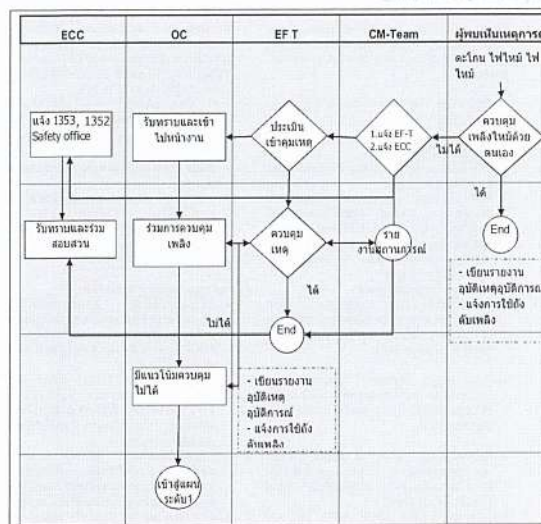 ECC
OC
EF T
CM-Team
ผู้พบเห็นเหตุการณ์
ตะโกน ไฟไหม้ ไฟ
ไหม้
แจ้ง 1353, 1352
Safety office
รับทราบและเข้า
ไปหน้างาน
ประเมิน
เข้าคุมเหตุ
1.แจ้ง EF-T
2.แจ้ง ECC
ควบคุม
เพลิงไหม้ด้วย
ตนเอง
ไม่ได้
ได้
รับทราบและร่วม
สอบสวน
ร่วมการควบคุม
เพลิง
ควบคุม
เหตุ
ราย
งานสถานการณ์
End
ได้
ไม่ได้
End
- เขียนรายงาน
อุบัติเหตุอุบัติการณ์
- แจ้งการใช้ถัง
ดับเพลิง
มีแนวโน้มควบคุม
ไม่ได้
- เขียนรายงาน
อุบัติเหตุ
อุบัติการณ์
- แจ้งการใช้ถัง
ดับเพลิง
เข้าสู่แผน
ระดับ1